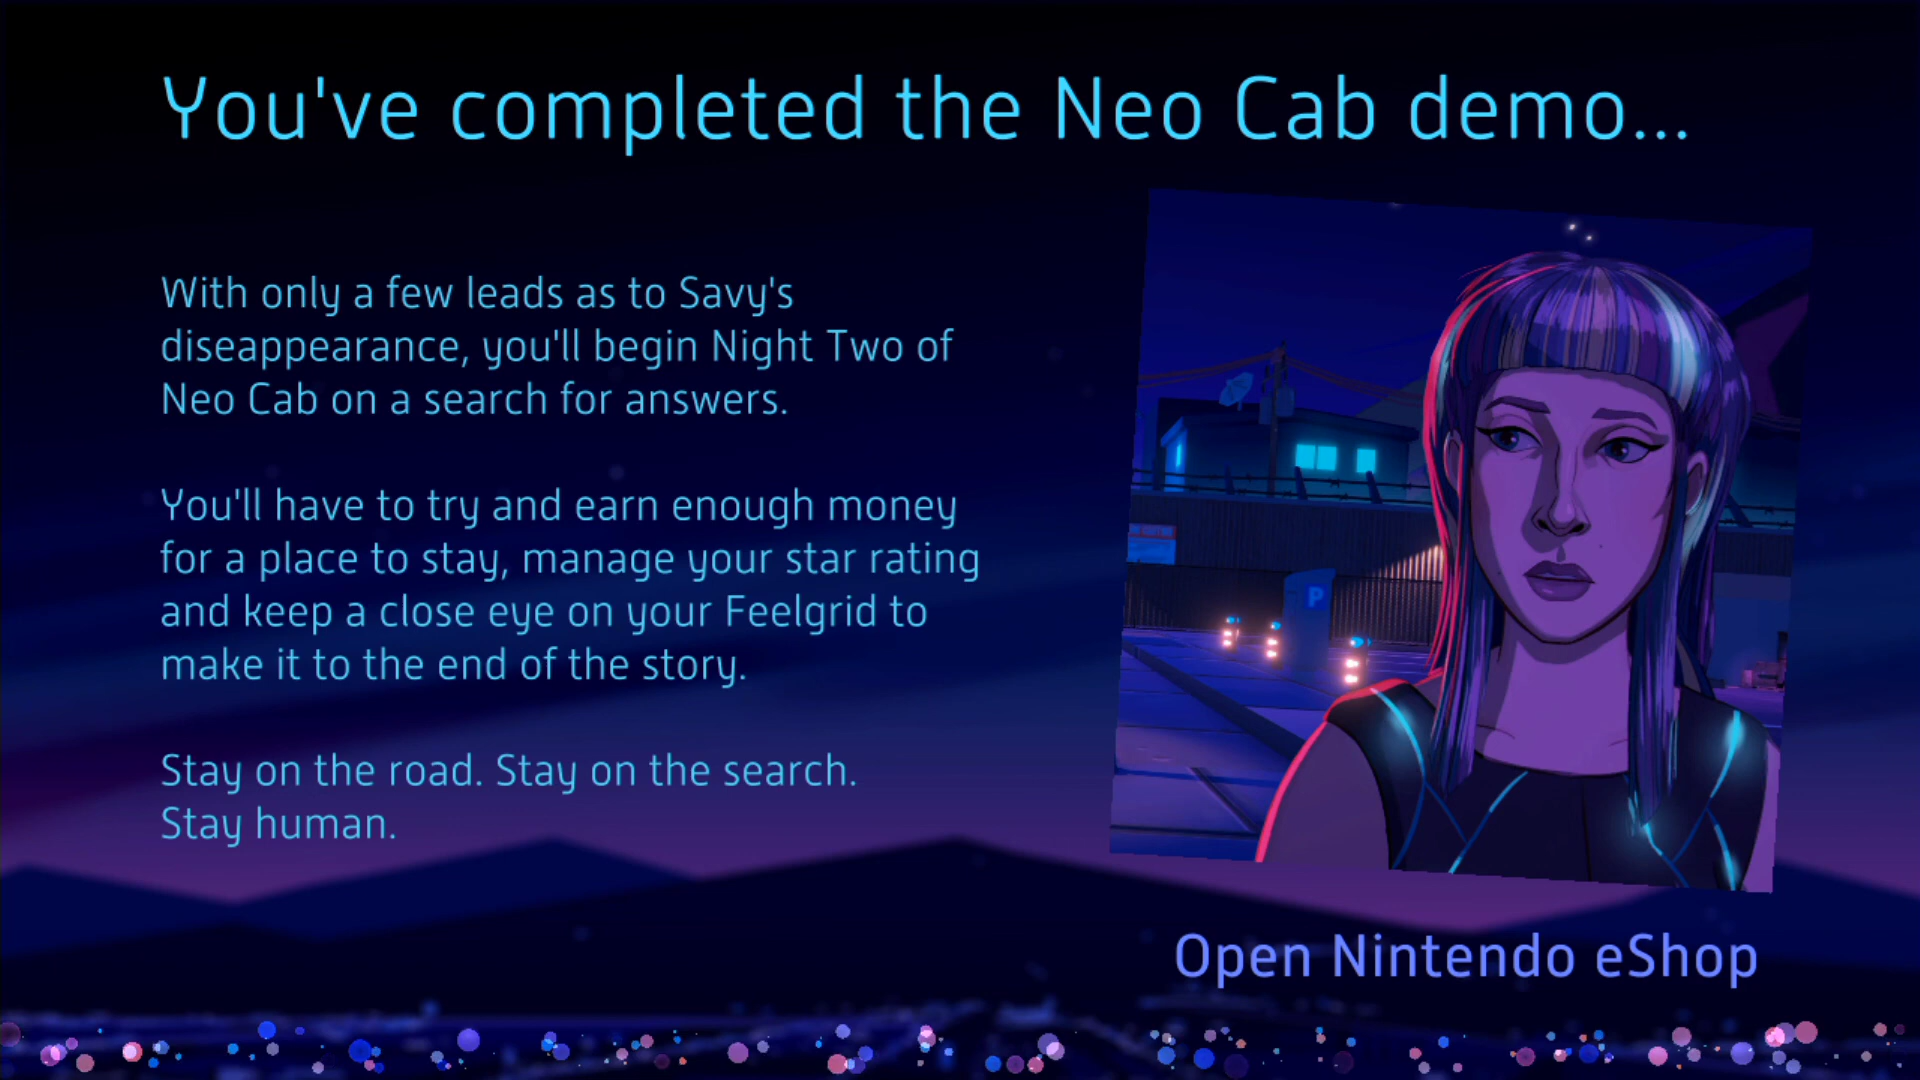 You've completed the Neo Cab demo...
With only a few leads as to Savy's
diseappearance, you'll begin Night Two of
Neo Cab on a search for answers.
You'll have to try and earn enough money
for a place to stay, manage your star rating
and keep a close eye on your Feelgrid to
make it to the end of the story.
Stay on the road. Stay on the search.
Stay human.
P
Open Nintendo eShop